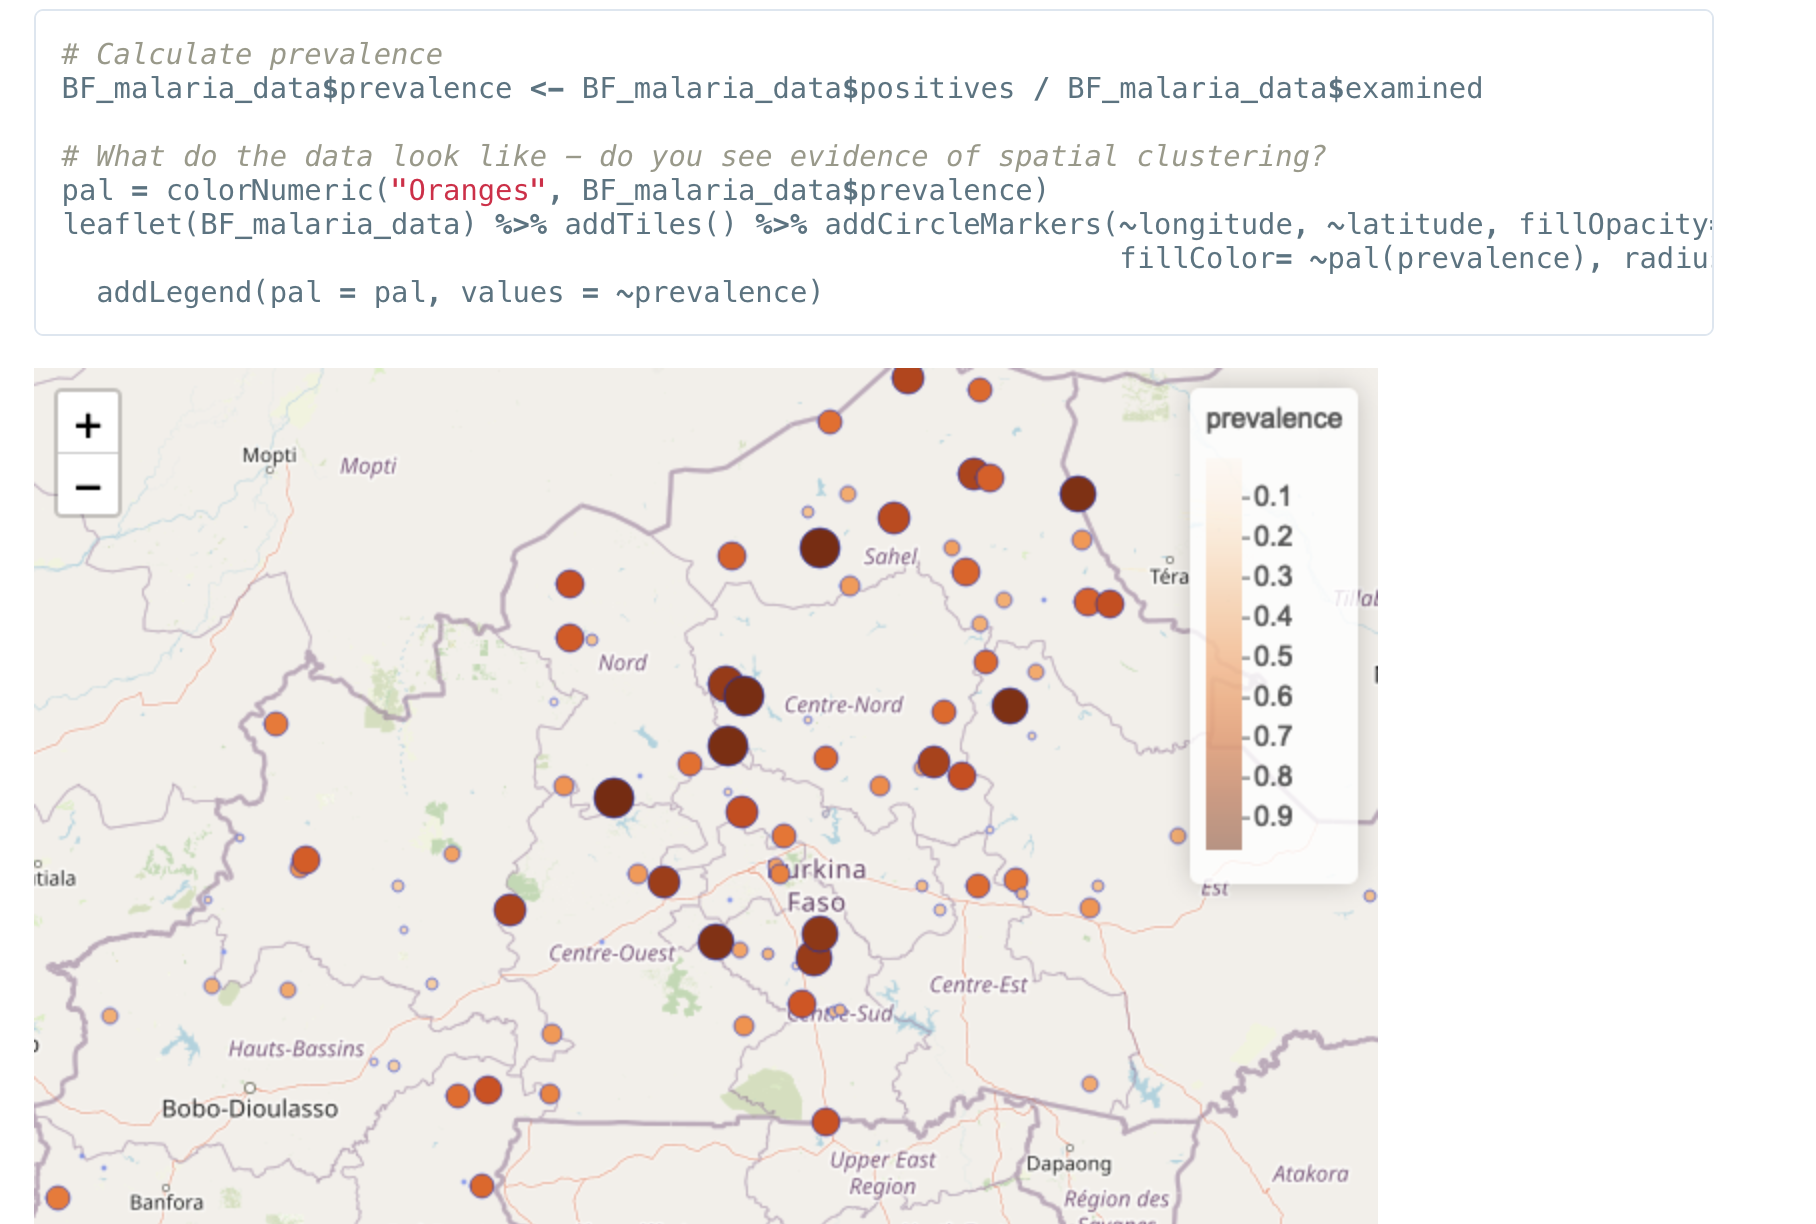 # Calculate prevalence
BF_malaria_data$prevalence <- BF_malaria_data$positives / BF_malaria_data$examined
# What do the data look like – do you see evidence of spatial clustering?
pal = colorNumeric("Oranges", BF_malaria_data$prevalence)
leaflet(BF_malaria_data) %>% addTiles() %>% addCircleMarkers(~longitude, ~latitude, fillOpacity=
fillColor= ~pal(prevalence), radiu
addLegend(pal = pal, values = ~prevalence)
+
−
prevalence
0.1
0.2
0.3
0.4
0.5
0.6
0.7
0.8
0.9
Mopti
Mopti
Sahel
Téra
Nord
Centre-Nord
Burkina
Faso
tiala
Est
Centre-Ouest
Centre-Est
Centre-Sud
Hauts-Bassins
Bobo-Dioulasso
Upper East
Region
Dapaong
Atakora
Banfora
Région des
Savanes